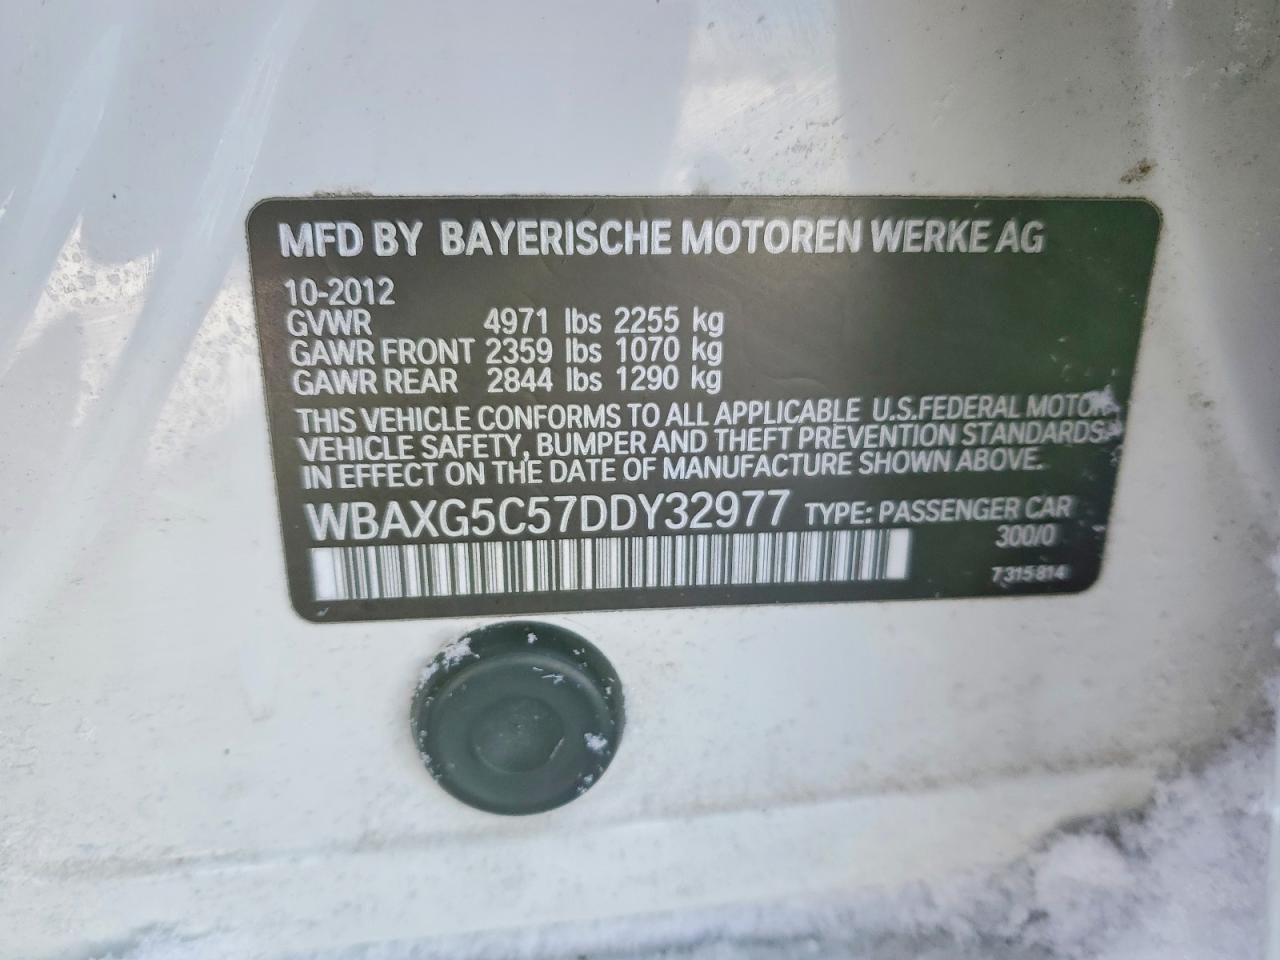 MFD BY BAYERISCHE MOTOREN WERKE AG
10-2012
GVWR 4971 lbs 2255 kg
GAWR FRONT 2359 lbs 1070 kg
GAWR REAR 2844 lbs 1290 kg
THIS VEHICLE CONFORMS TO ALL APPLICABLE U.S.FEDERAL MOTOR
VEHICLE SAFETY, BUMPER AND THEFT PREVENTION STANDARDS
IN EFFECT ON THE DATE OF MANUFACTURE SHOWN ABOVE.
WBAXG5C57DDY32977 TYPE: PASSENGER CAR
300/0
7 315 814